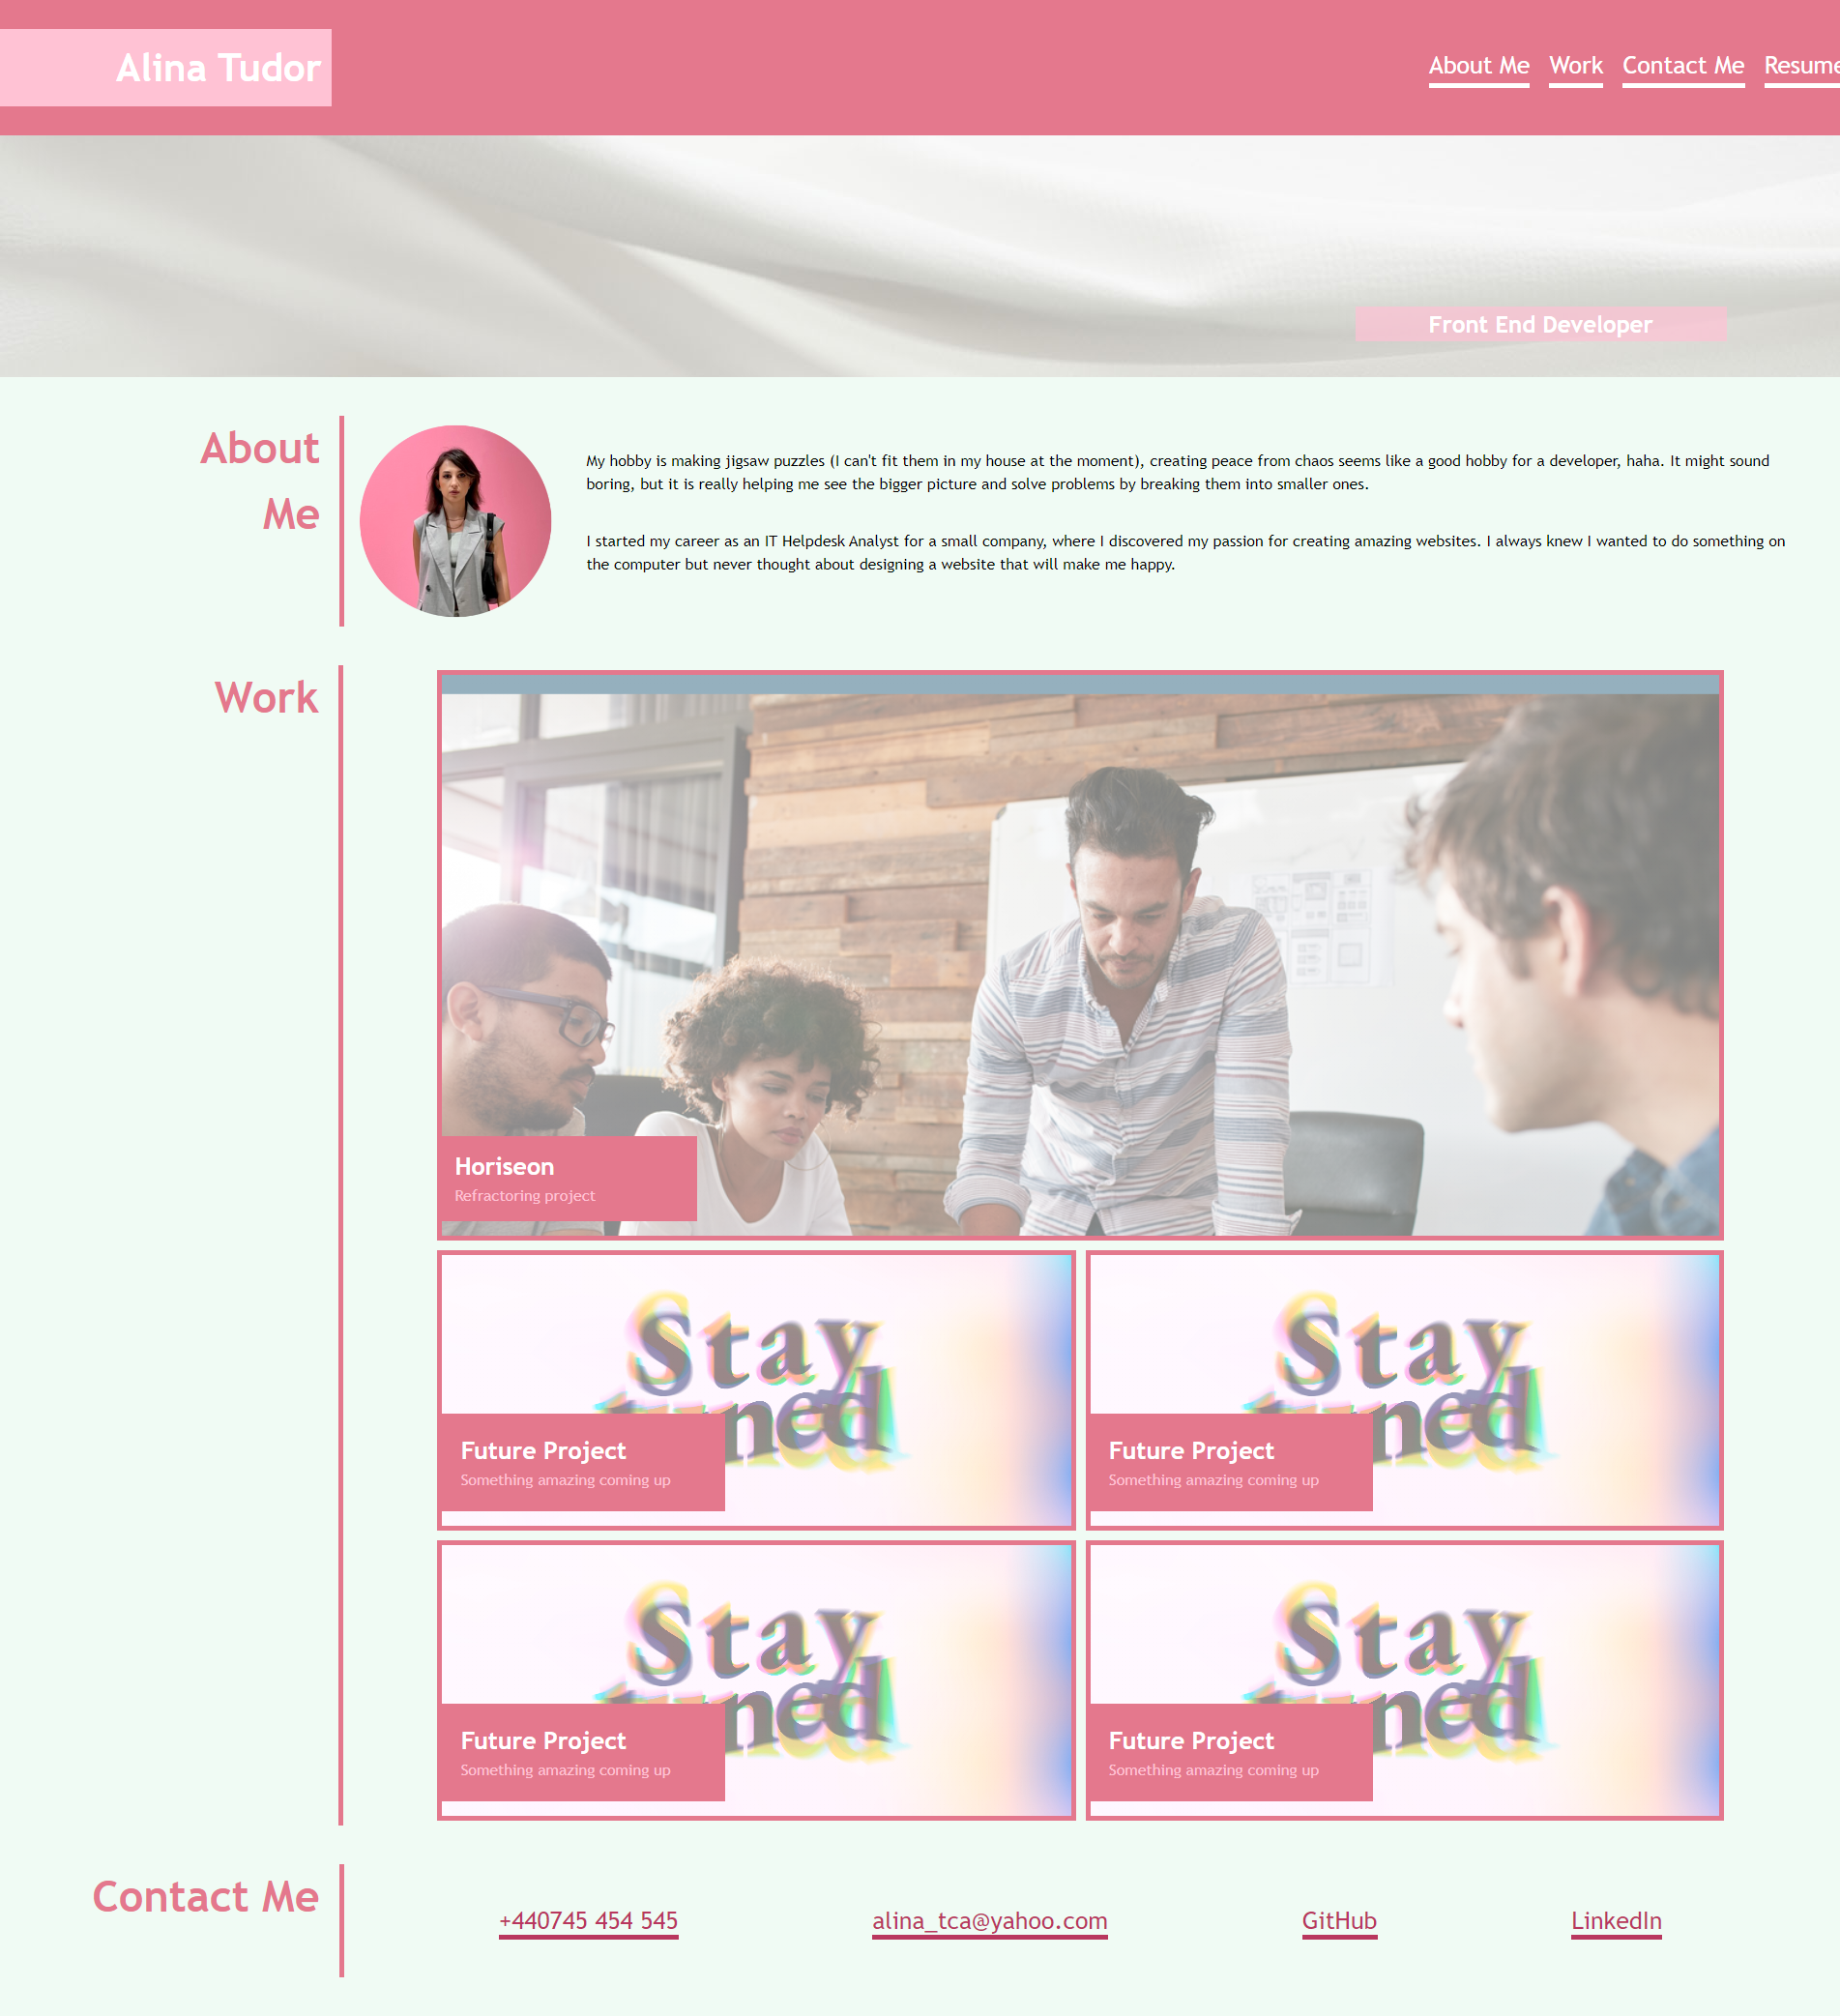 Alina Tudor
About Me Work Contact Me Resume
Front End Developer
About
Me
My hobby is making jigsaw puzzles (I can't fit them in my house at the moment), creating peace from chaos seems like a good hobby for a developer, haha. It might sound
boring, but it is really helping me see the bigger picture and solve problems by breaking them into smaller ones.
I started my career as an IT Helpdesk Analyst for a small company, where I discovered my passion for creating amazing websites. I always knew I wanted to do something on
the computer but never thought about designing a website that will make me happy.
Work
Horiseon
Refractoring project
Stay
tuned
Future Project
Something amazing coming up
Stay
tuned
Future Project
Something amazing coming up
Stay
tuned
Future Project
Something amazing coming up
Stay
tuned
Future Project
Something amazing coming up
Contact Me
+440745 454 545
alina_tca@yahoo.com
GitHub
LinkedIn